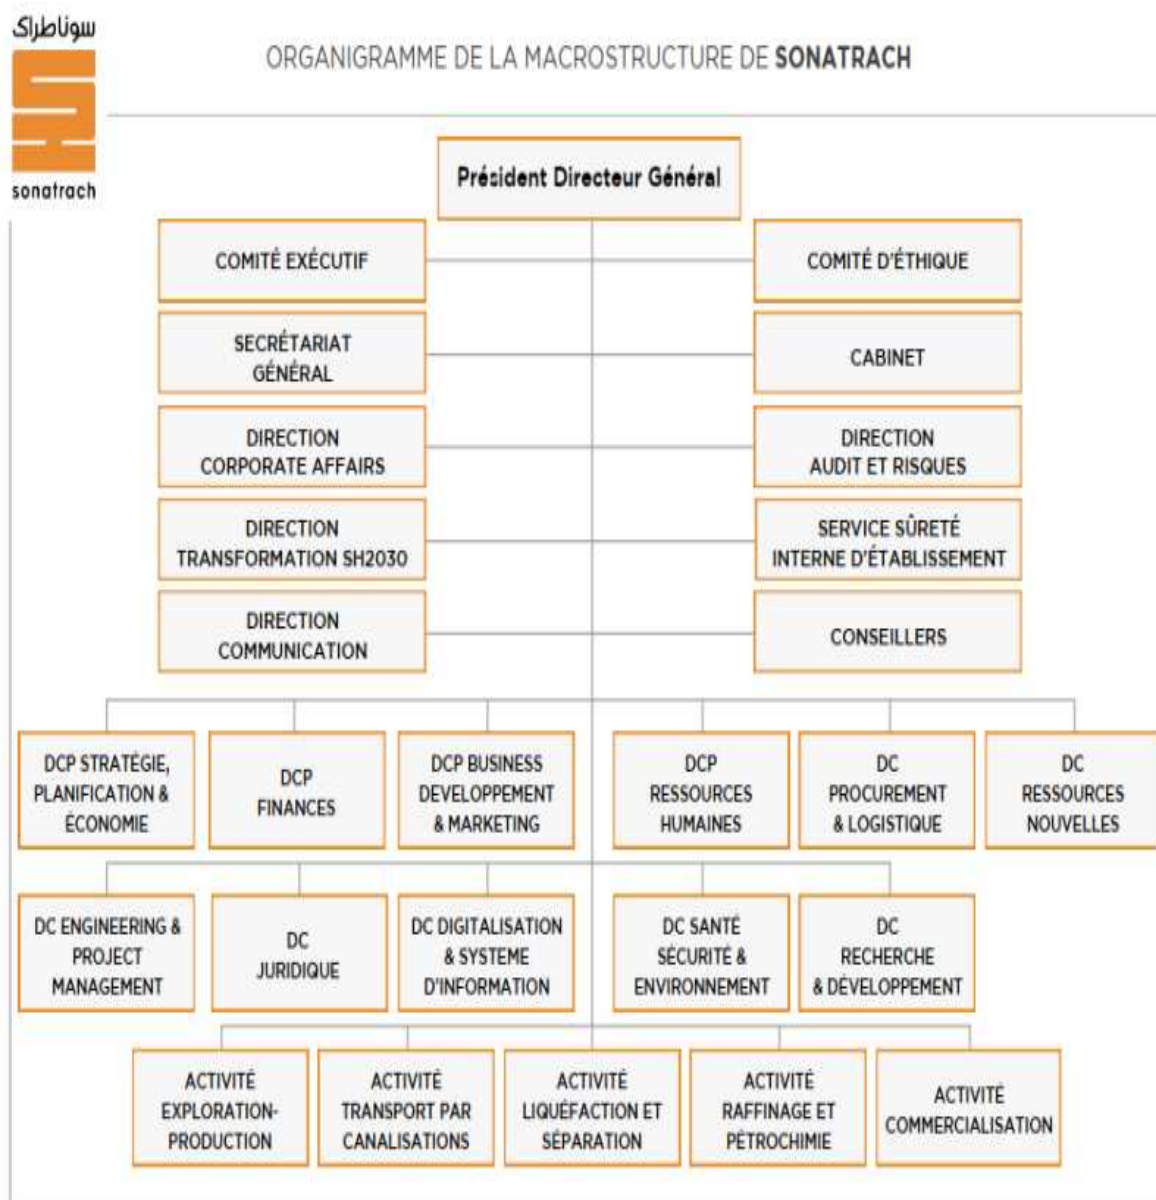 سوناطراك
sonatrach
ORGANIGRAMME DE LA MACROSTRUCTURE DE SONATRACH
Président Directeur Général
COMITÉ EXÉCUTIF
COMITÉ D'ÉTHIQUE
SECRÉTARIAT
GÉNÉRAL
CABINET
DIRECTION
CORPORATE AFFAIRS
DIRECTION
AUDIT ET RISQUES
DIRECTION
TRANSFORMATION SH2030
SERVICE SÛRETÉ
INTERNE D'ÉTABLISSEMENT
DIRECTION
COMMUNICATION
CONSEILLERS
DCP STRATÉGIE,
PLANIFICATION &
ÉCONOMIE
DCP
FINANCES
DCP BUSINESS
DEVELOPPEMENT
& MARKETING
DCP
RESSOURCES
HUMAINES
DC
PROCUREMENT
& LOGISTIQUE
DC
RESSOURCES
NOUVELLES
DC ENGINEERING &
PROJECT
MANAGEMENT
DC
JURIDIQUE
DC DIGITALISATION
& SYSTEME
D'INFORMATION
DC SANTÉ
SÉCURITÉ &
ENVIRONNEMENT
DC
RECHERCHE
& DÉVELOPPEMENT
ACTIVITÉ
EXPLORATION-
PRODUCTION
ACTIVITÉ
TRANSPORT PAR
CANALISATIONS
ACTIVITÉ
LIQUÉFACTION ET
SÉPARATION
ACTIVITÉ
RAFFINAGE ET
PÉTROCHIMIE
ACTIVITÉ
COMMERCIALISATION